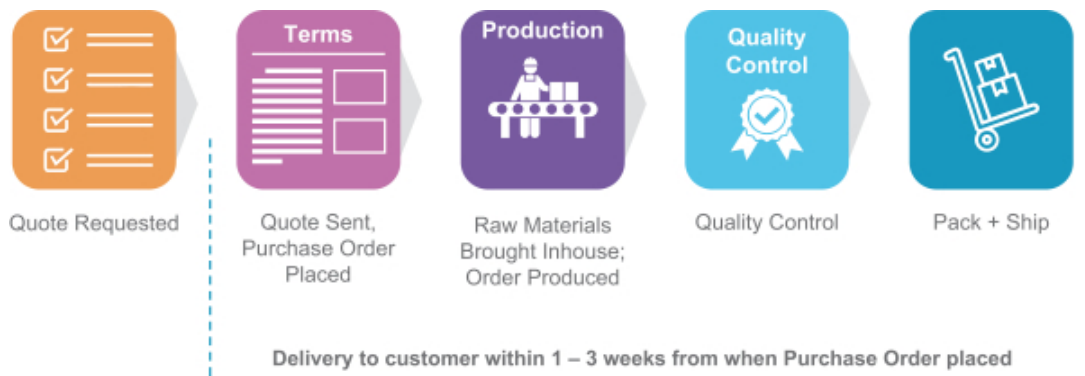 Terms
Production
Quality
Control
Quote Requested
Quote Sent,
Purchase Order
Placed
Raw Materials
Brought Inhouse;
Order Produced
Quality Control
Pack + Ship
Delivery to customer within 1 – 3 weeks from when Purchase Order placed